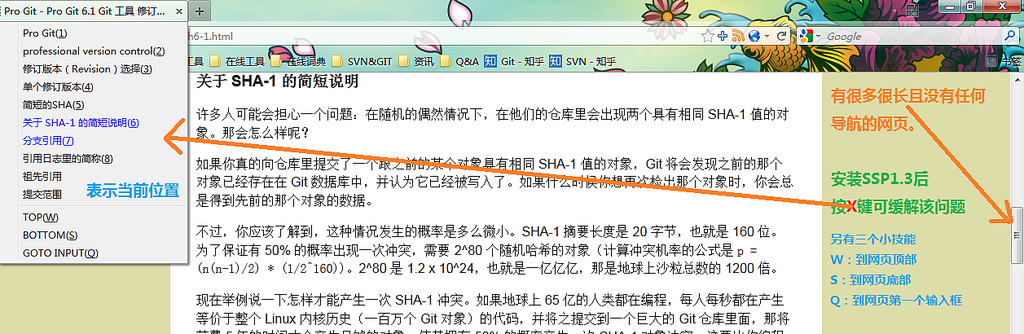 Pro Git - Pro Git 6.1 Git 工具 修订...
h6-1.html
Google
工具 在线工具 在线词典 SVN&GIT 资讯 Q&A Git - 知乎 SVN - 知乎
Pro Git(1)
professional version control(2)
修订版本（Revision）选择(3)
单个修订版本(4)
简短的SHA(5)
关于 SHA-1 的简短说明(6)
分支引用(7)
引用日志里的简称(8)
祖先引用
提交范围
表示当前位置
TOP(W)
BOTTOM(S)
GOTO INPUT(Q)
关于 SHA-1 的简短说明
许多人可能会担心一个问题：在随机的偶然情况下，在他们的仓库里会出现两个具有相同 SHA-1 值的对
象。那会怎么样呢？
如果你真的向仓库里提交了一个跟之前的某个对象具有相同 SHA-1 值的对象，Git 将会发现之前的那个
对象已经存在在 Git 数据库中，并认为它已经被写入了。如果什么时候你想再次检出那个对象时，你会总
是得到先前的那个对象的数据。
不过，你应该了解到，这种情况发生的概率是多么微小。SHA-1 摘要长度是 20 字节，也就是 160 位。
为了保证有 50% 的概率出现一次冲突，需要 2^80 个随机哈希的对象（计算冲突机率的公式是 p =
(n(n-1)/2) * (1/2^160)）。2^80 是 1.2 x 10^24，也就是一亿亿亿，那是地球上沙粒总数的 1200 倍。
现在举例说一下怎样才能产生一次 SHA-1 冲突。如果地球上 65 亿的人类都在编程，每人每秒都在产生
等价于整个 Linux 内核历史（一百万个 Git 对象）的代码，并将之提交到一个巨大的 Git 仓库里面，那将
有很多很长且没有任何
导航的网页。
安装SSP1.3后
按X键可缓解该问题
另有三个小技能
W：到网页顶部
S：到网页底部
Q：到网页第一个输入框